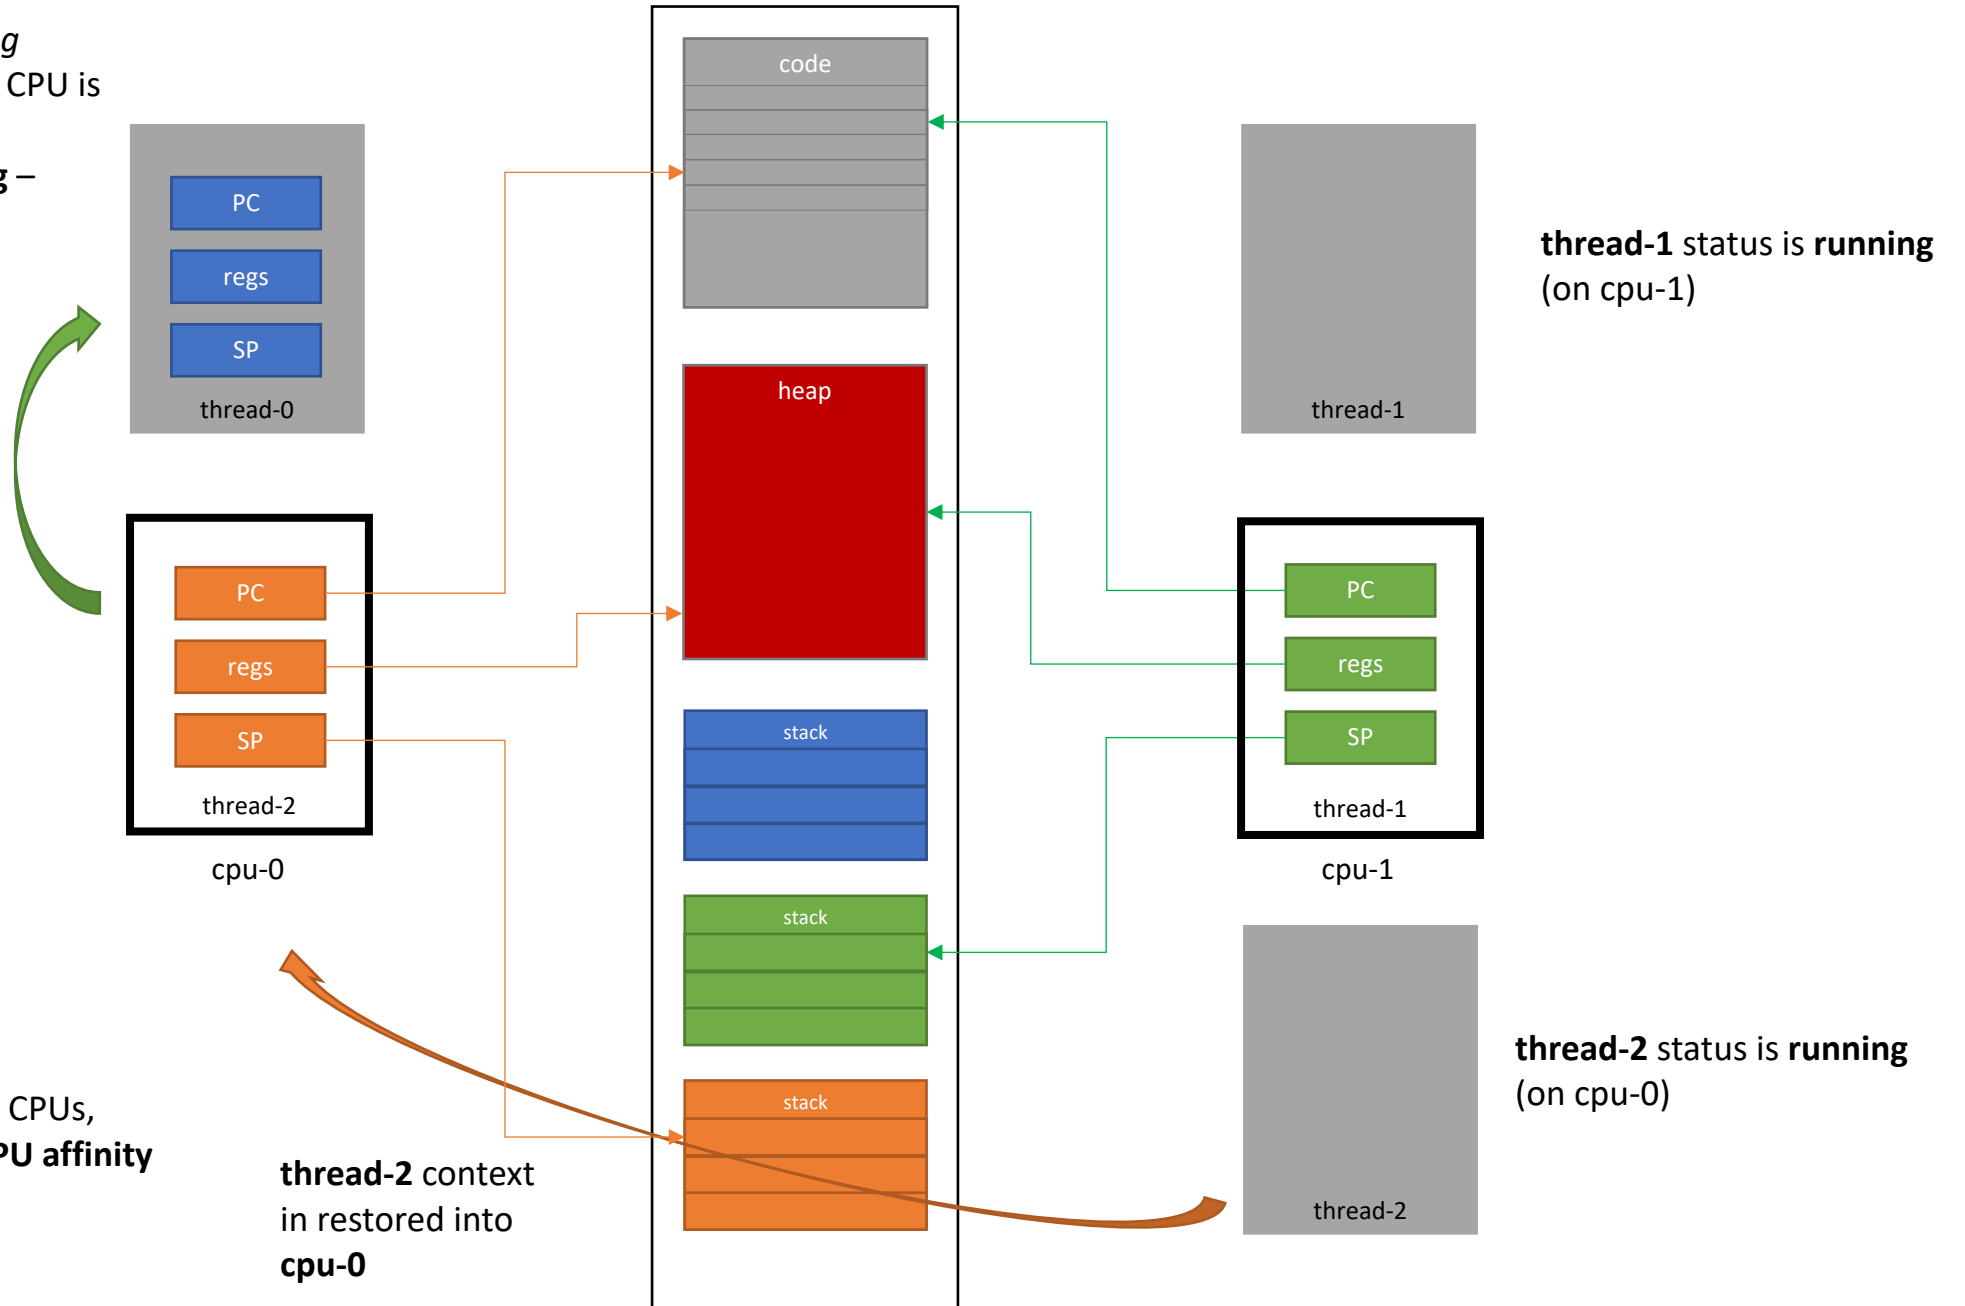 g
CPU is
g –
code
PC
regs
SP
thread-0
thread-1
thread-1 status is running
(on cpu-1)
heap
PC
regs
SP
thread-2
cpu-0
PC
regs
SP
thread-1
cpu-1
stack
stack
stack
CPUs,
PU affinity
thread-2 context
in restored into
cpu-0
thread-2
thread-2 status is running
(on cpu-0)